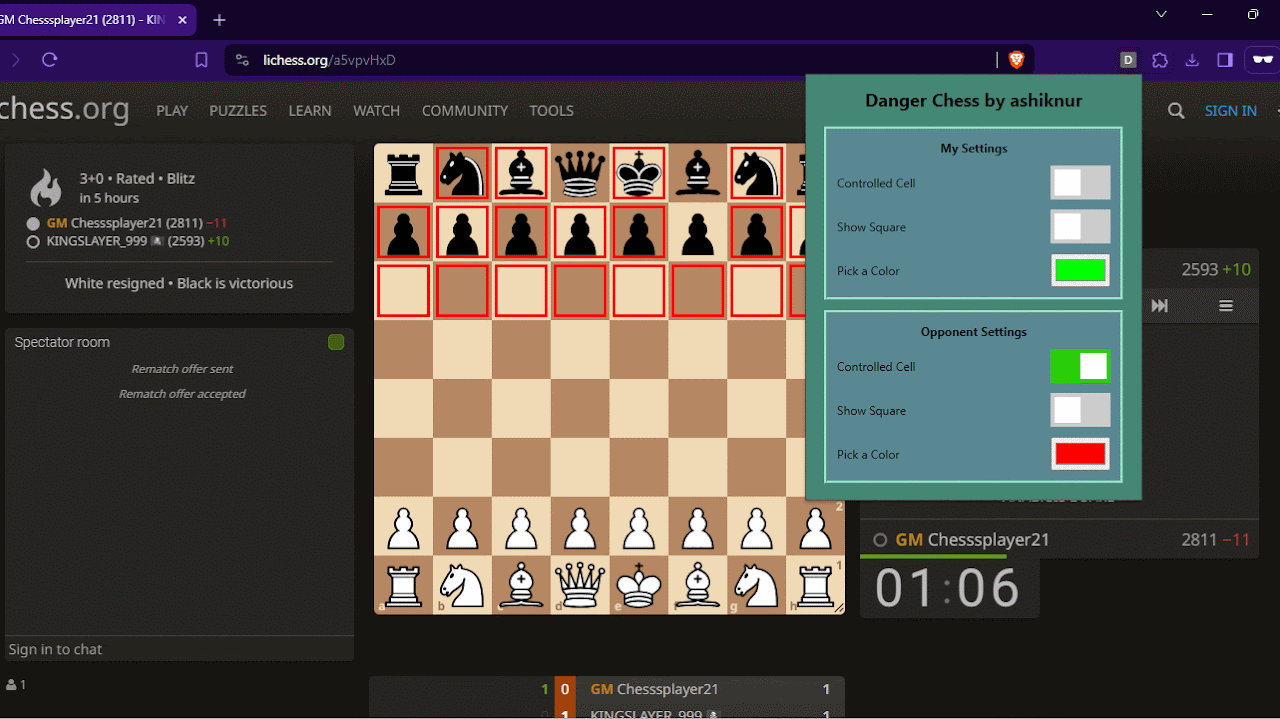 GM Chesssplayer21 (2811) - KIN
lichess.org/a5vpvHxD
D
chess.org
PLAY
PUZZLES
LEARN
WATCH
COMMUNITY
TOOLS
SIGN IN
3+0 • Rated • Blitz
in 5 hours
GM Chesssplayer21 (2811) −11
KINGSLAYER_999 (2593) +10
White resigned • Black is victorious
Spectator room
Rematch offer sent
Rematch offer accepted
Sign in to chat
1
2
1
a
b
c
d
e
f
g
h
Danger Chess by ashiknur
My Settings
Controlled Cell
Show Square
Pick a Color
Opponent Settings
Controlled Cell
Show Square
Pick a Color
2593 +10
GM Chesssplayer21 2811 −11
01:06
1 0 GM Chesssplayer21 1
1 KINGSLAYER_999 1